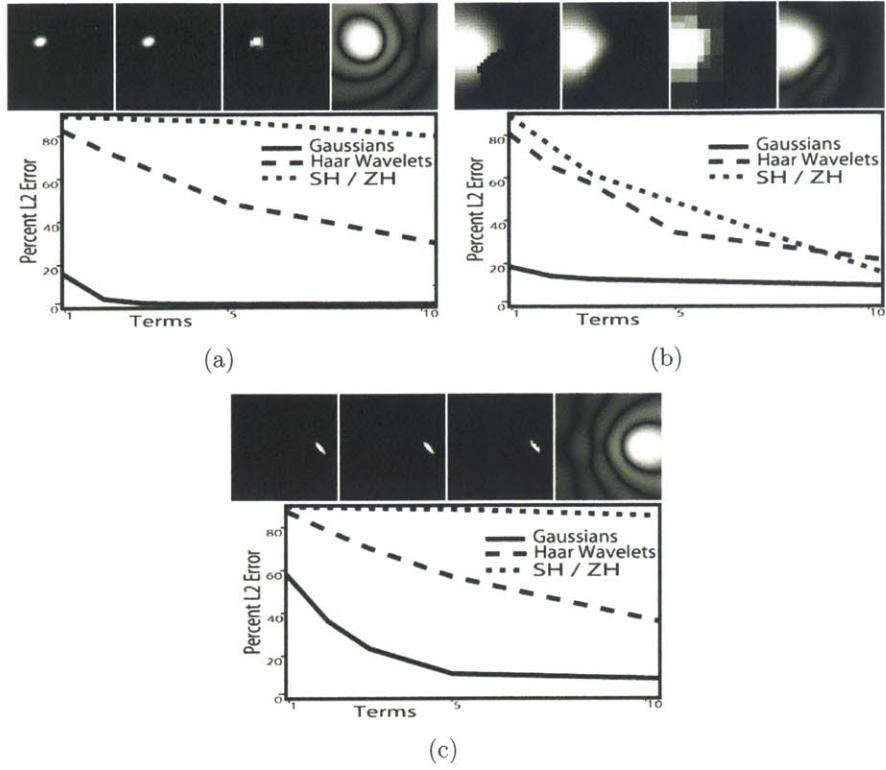 Percent L2 Error
80
60
40
20
0
1
5
10
Terms
Gaussians
Haar Wavelets
SH / ZH
(a)
Percent L2 Error
80
60
40
20
0
1
5
10
Terms
Gaussians
Haar Wavelets
SH / ZH
(b)
Percent L2 Error
80
60
40
20
0
1
5
10
Terms
Gaussians
Haar Wavelets
SH / ZH
(c)